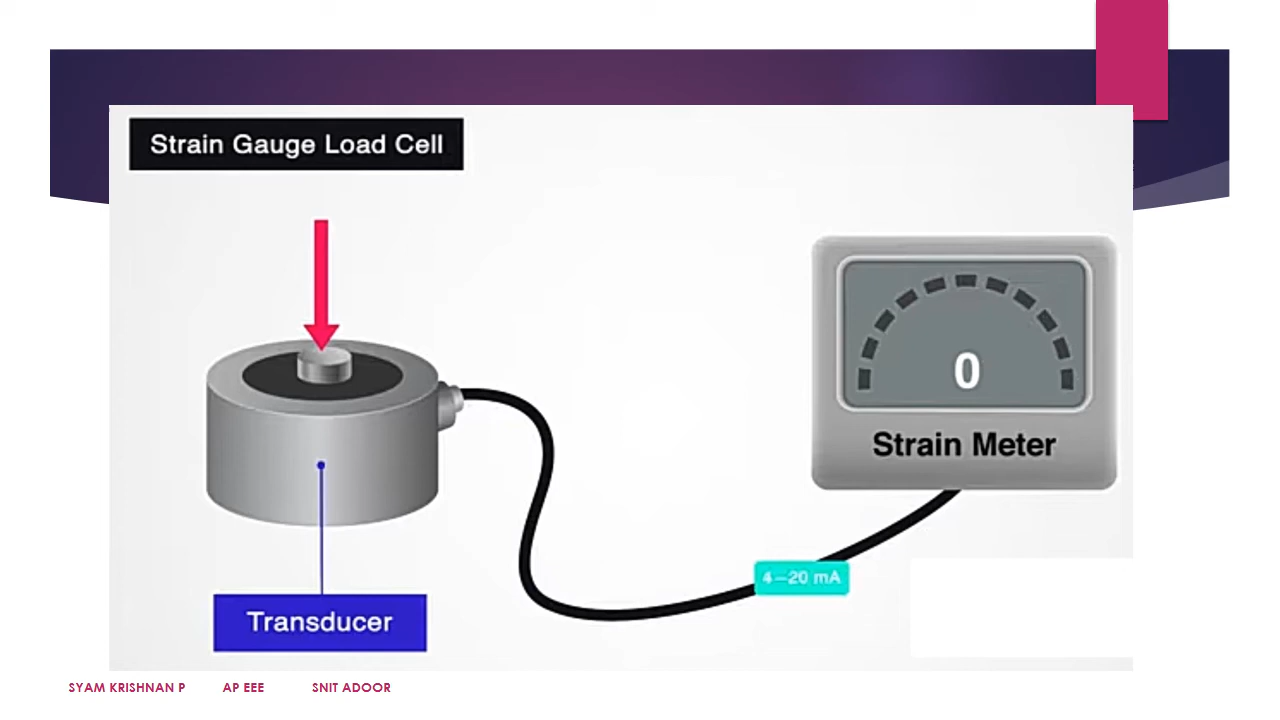 Strain Gauge Load Cell
0
Strain Meter
4–20 mA
Transducer
SYAM KRISHNAN P AP EEE SNIT ADOOR